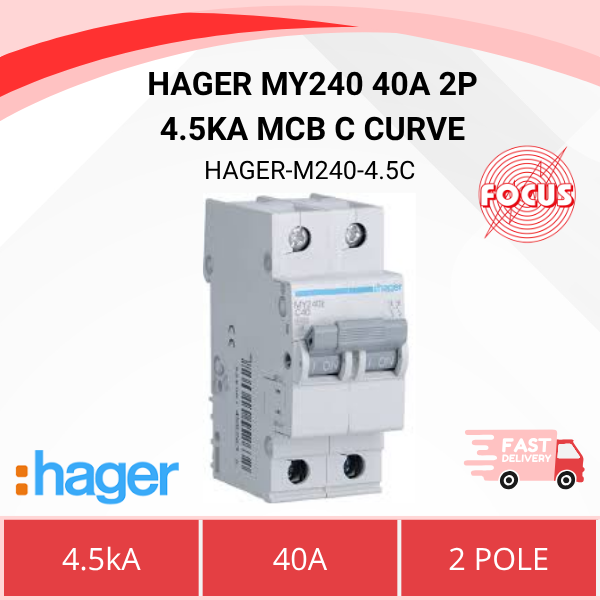 HAGER MY240 40A 2P
4.5KA MCB C CURVE
HAGER-M240-4.5C
FOCUS
:hager
C40
I ON
I ON
FAST
DELIVERY
:hager
4.5kA
40A
2 POLE